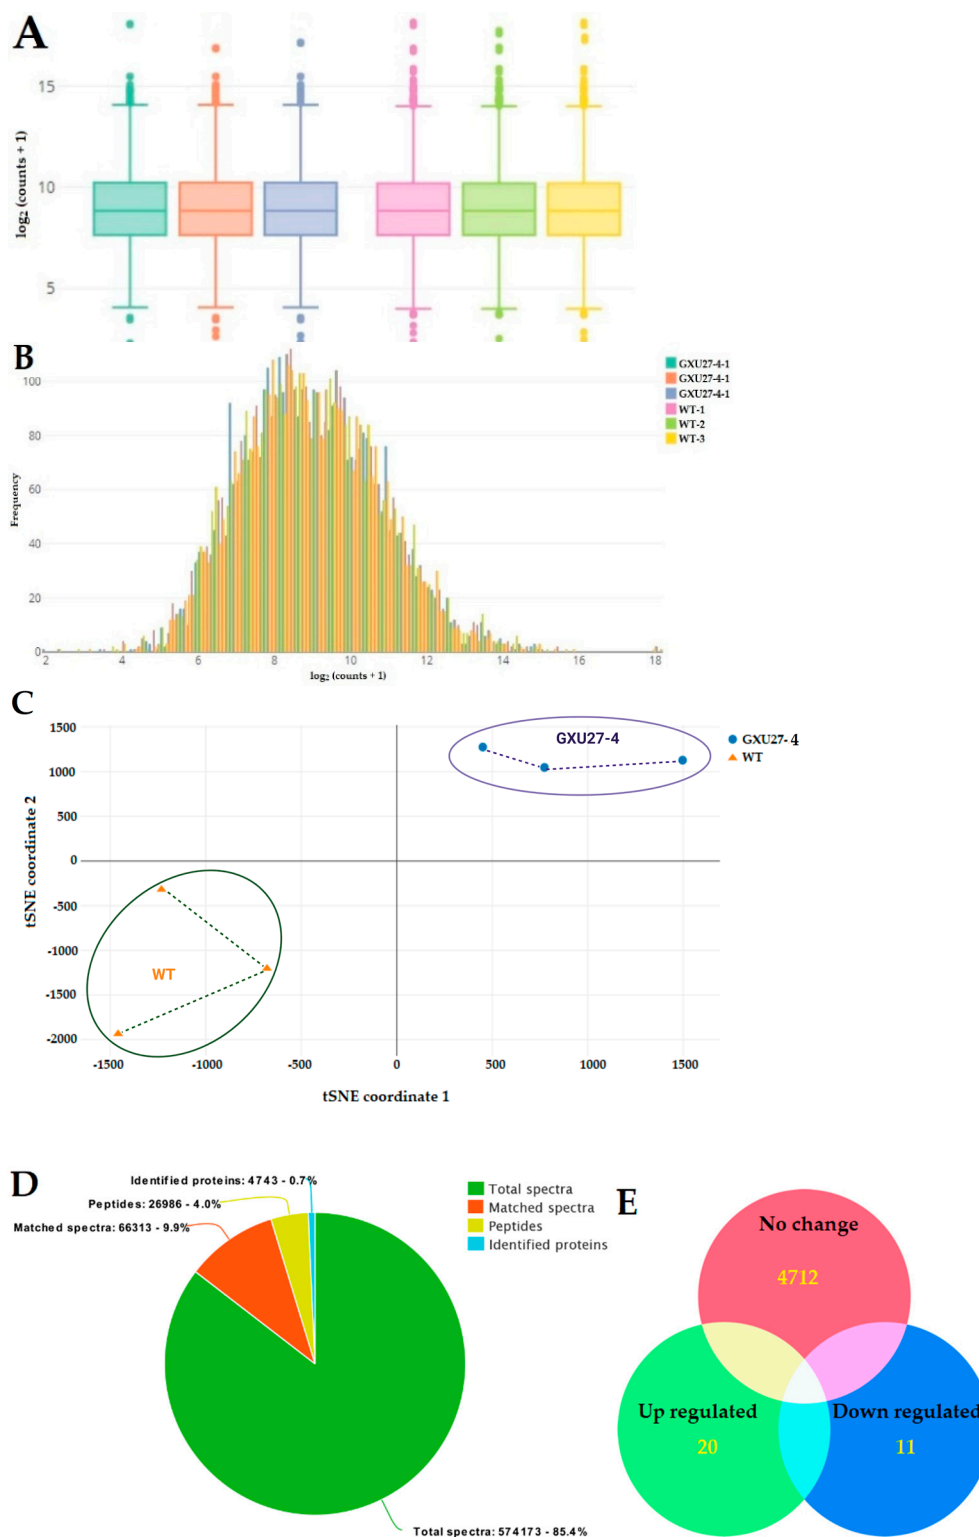 A
15
10
5
log₂ (counts + 1)
B
100
80
60
40
20
0
Frequency
2 4 6 8 10 12 14 16 18
log₂ (counts + 1)
GXU27-4-1
GXU27-4-1
GXU27-4-1
WT-1
WT-2
WT-3
C
1500
1000
500
0
-500
-1000
-1500
-2000
tSNE coordinate 2
GXU27-4
WT
-1500 -1000 -500 0 500 1000 1500
tSNE coordinate 1
GXU27-4
WT
D
Identified proteins: 4743 - 0.7%
Peptides: 26986 - 4.0%
Matched spectra: 66313 - 9.9%
Total spectra: 574173 - 85.4%
Total spectra
Matched spectra
Peptides
Identified proteins
E
No change
4712
Up regulated
20
Down regulated
11